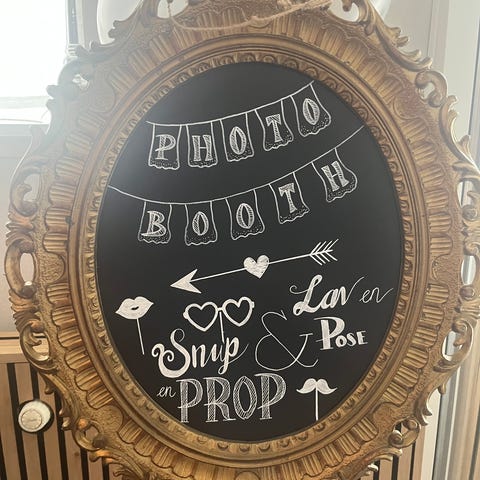 PHOTO
BOOTH
Snup
en PROP
&
Lav en
POSE